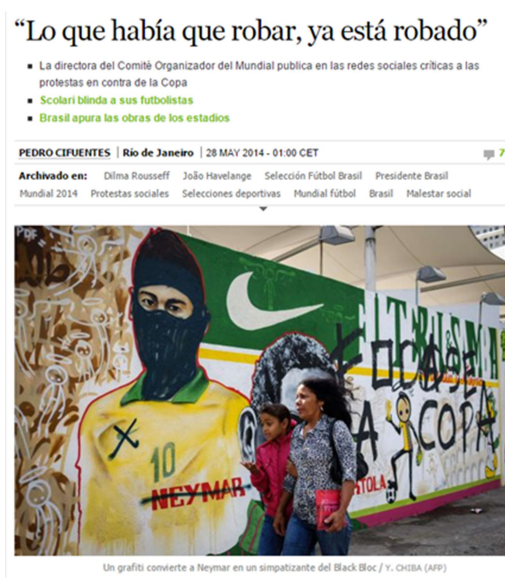 “Lo que había que robar, ya está robado”
La directora del Comitè Organizador del Mundial publica en las redes sociales críticas a las
protestas en contra de la Copa
Scolari blinda a sus futbolistas
Brasil apura las obras de los estadios
PEDRO CIFUENTES | Río de Janeiro | 28 MAY 2014 - 01:00 CET 7
Archivado en: Dilma Rousseff João Havelange Selección Fútbol Brasil Presidente Brasil
Mundial 2014 Protestas sociales Selecciones deportivas Mundial fútbol Brasil Malestar social
10
NEYMAR
COPA
Un grafiti convierte a Neymar en un simpatizante del Black Bloc / Y. CHIBA (AFP)